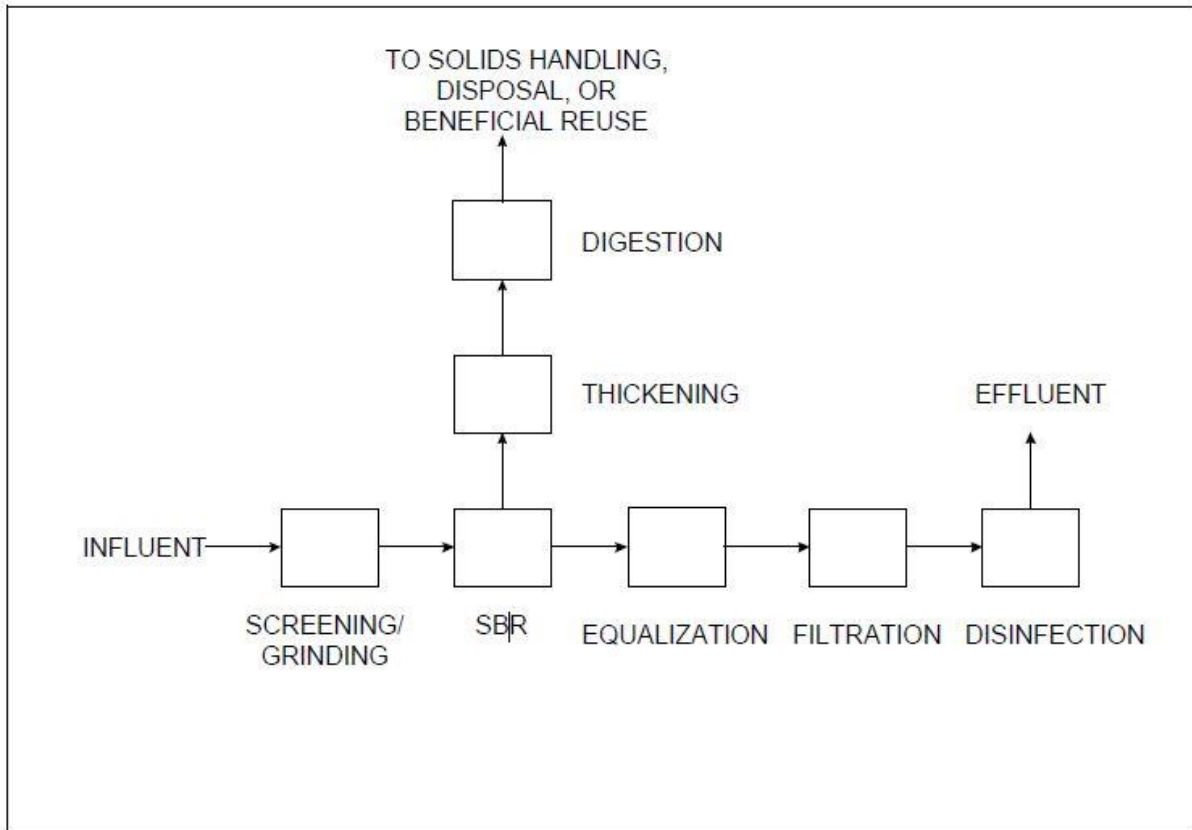 TO SOLIDS HANDLING,
DISPOSAL, OR
BENEFICIAL REUSE
DIGESTION
THICKENING
EFFLUENT
INFLUENT
SCREENING/
GRINDING
SBR
EQUALIZATION
FILTRATION
DISINFECTION